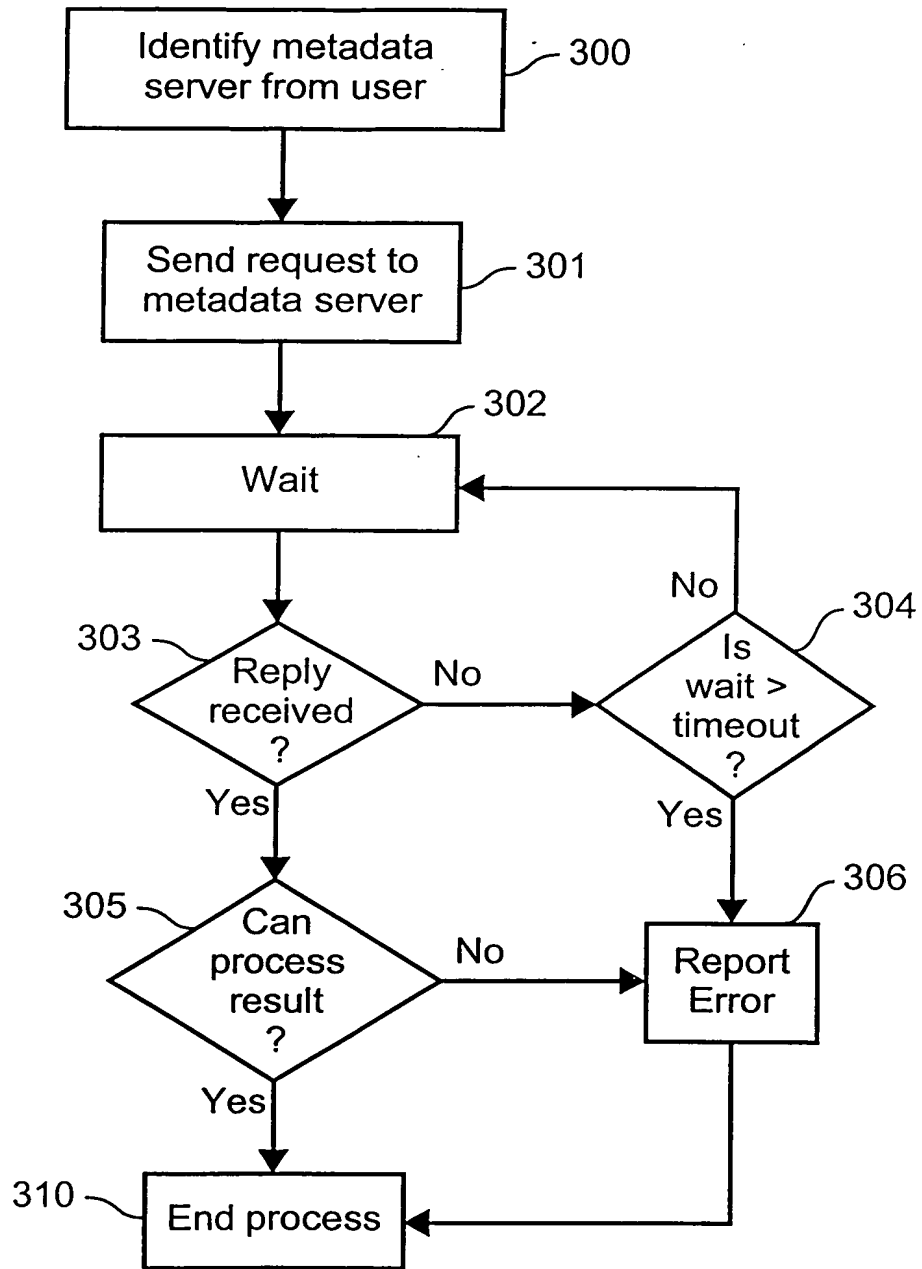 Identify metadata
server from user
300
Send request to
metadata server
301
302
Wait
No
304
303
Reply
received
?
No
Is
wait >
timeout
?
Yes
Yes
306
305
Can
process
result
?
No
Report
Error
Yes
310
End process